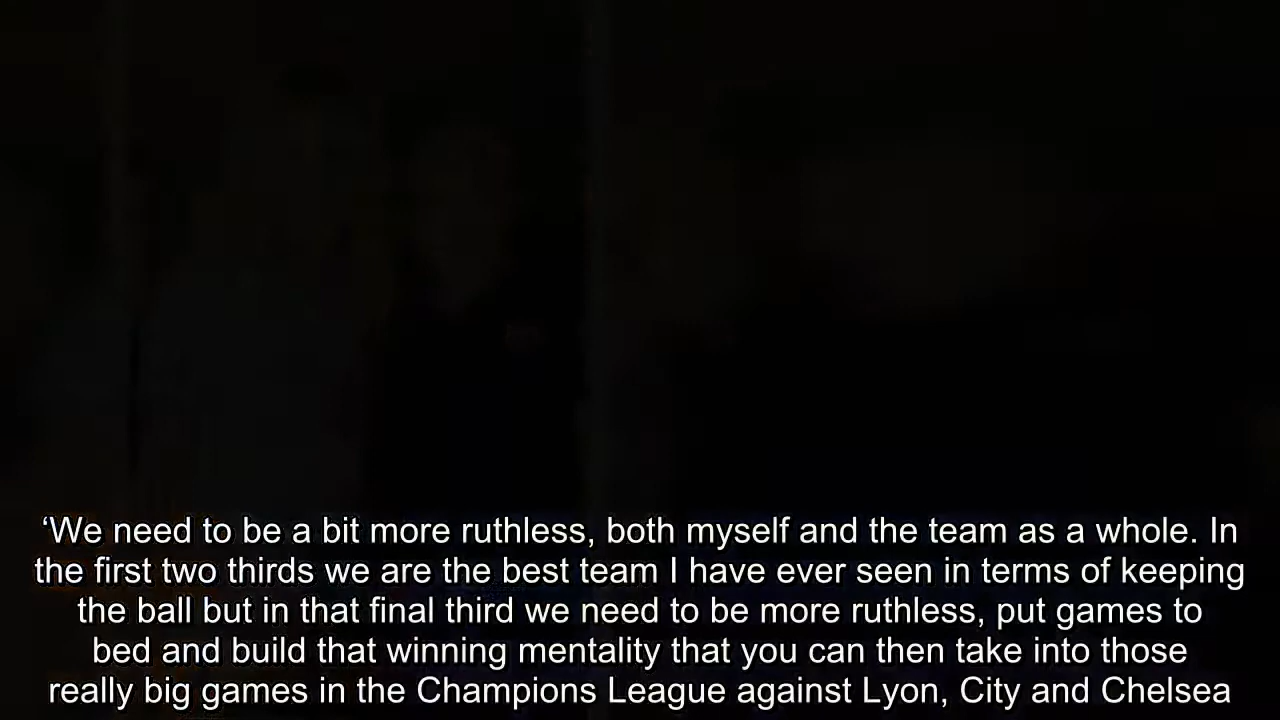 ‘We need to be a bit more ruthless, both myself and the team as a whole. In
the first two thirds we are the best team I have ever seen in terms of keeping
the ball but in that final third we need to be more ruthless, put games to
bed and build that winning mentality that you can then take into those
really big games in the Champions League against Lyon, City and Chelsea